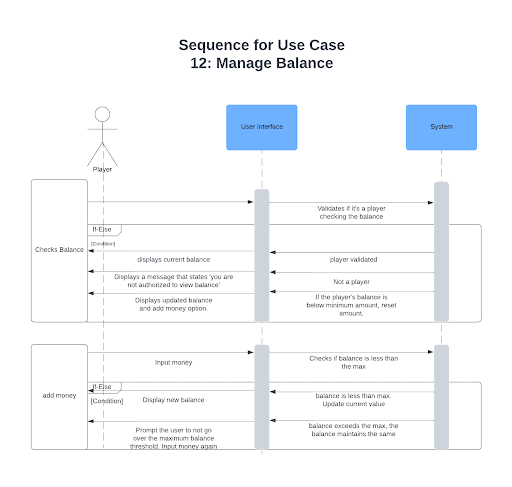 Sequence for Use Case
12: Manage Balance
User Interface
System
Player
Validates if it's a player
checking the balance
If-Else
[Condition]
Checks Balance
displays current balance
player validated
Displays a message that states 'you are
not authorized to view balance'
Not a player
Displays updated balance
and add money option.
If the player's balance is
below minimum amount, reset
amount.
Input money
Checks if balance is less than
the max
If-Else
[Condition]
add money
Display new balance
balance is less than max.
Update current value
Prompt the user to not go
over the maximum balance
threshold. Input money again
balance exceeds the max, the
balance maintains the same